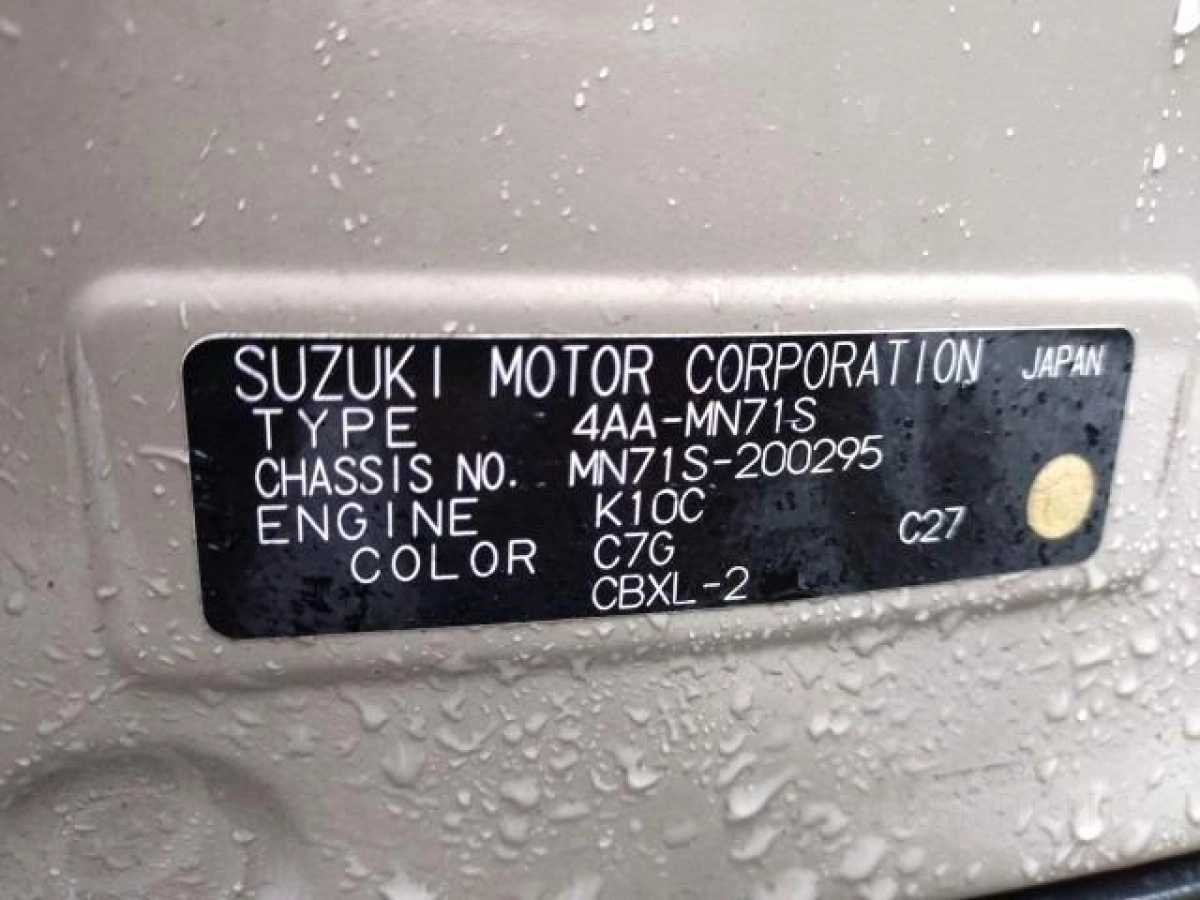 SUZUKI MOTOR CORPORATION JAPAN
TYPE 4AA-MN71S
CHASSIS NO. MN71S-200295
ENGINE K10C
COLOR C7G C27
CBXL-2